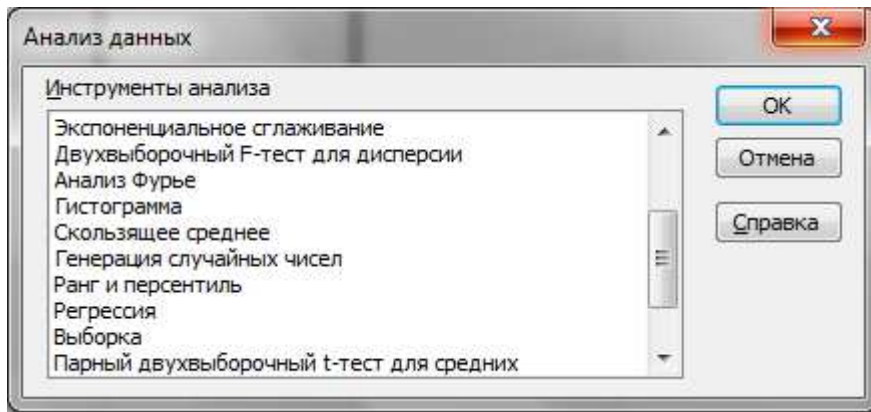 Анализ данных
Инструменты анализа
Экспоненциальное сглаживание
Двухвыборочный F-тест для дисперсии
Анализ Фурье
Гистограмма
Скользящее среднее
Генерация случайных чисел
Ранг и персентиль
Регрессия
Выборка
Парный двухвыборочный t-тест для средних
OK
Отмена
Справка